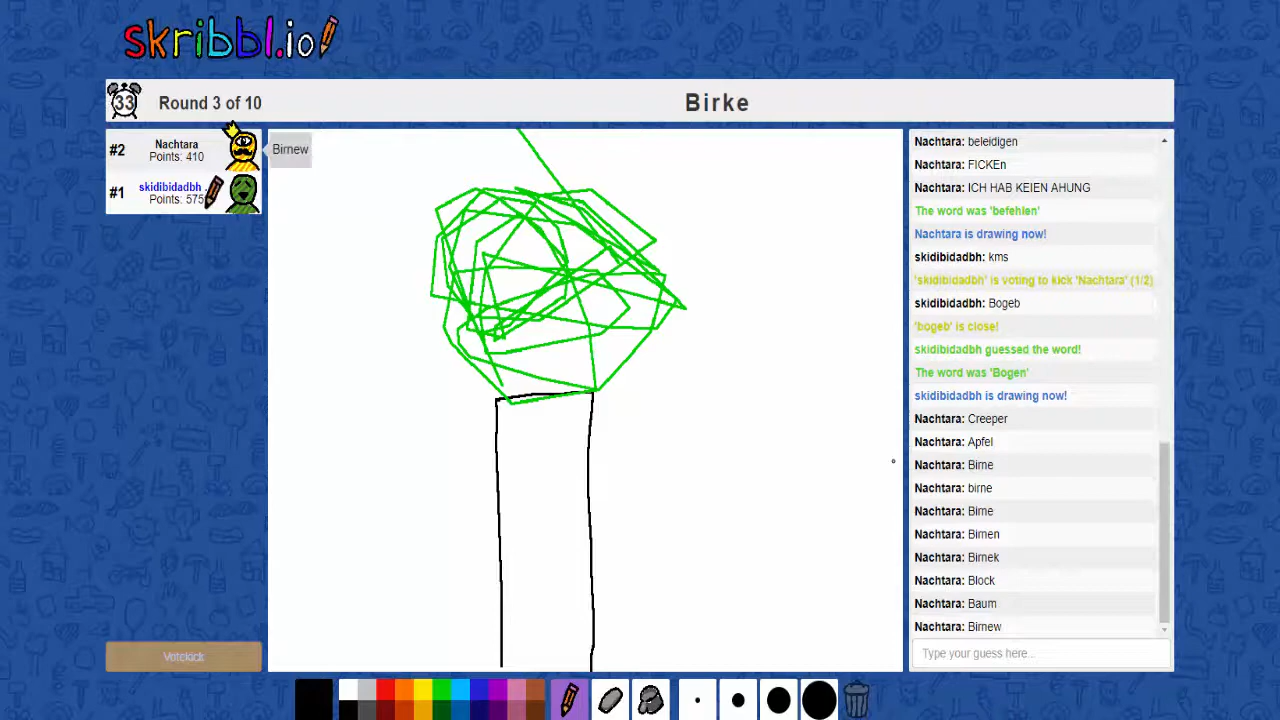 skribbl.io
33
Round 3 of 10
Birke
#2
Nachtara
Points: 410
Birnew
#1
skidibidadbh
Points: 575
Nachtara: beleidigen
Nachtara: FICKEn
Nachtara: ICH HAB KEIEN AHUNG
The word was 'befehlen'
Nachtara is drawing now!
skidibidadbh: kms
'skidibidadbh' is voting to kick 'Nachtara' (1/2)
skidibidadbh: Bogeb
'bogeb' is close!
skidibidadbh guessed the word!
The word was 'Bogen'
skidibidadbh is drawing now!
Nachtara: Creeper
Nachtara: Apfel
Nachtara: Birne
Nachtara: birne
Nachtara: Birne
Nachtara: Birnen
Nachtara: Birnek
Nachtara: Block
Nachtara: Baum
Nachtara: Birnew
Votekick
Type your guess here...